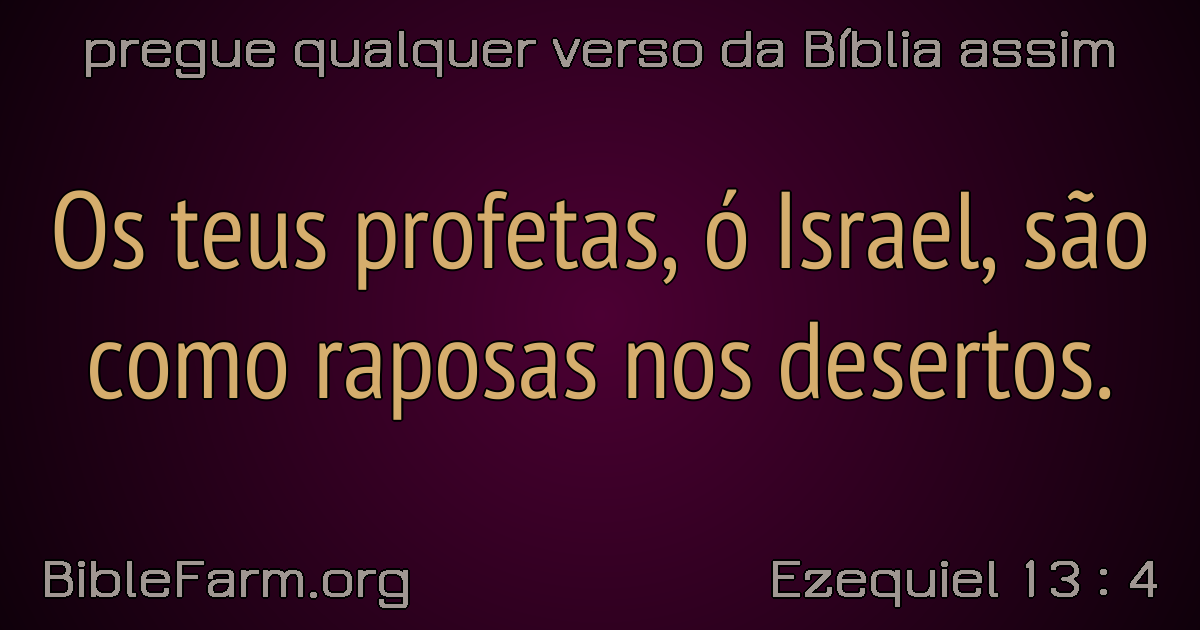 pregue qualquer verso da Bíblia assim
Os teus profetas, ó Israel, são
como raposas nos desertos.
BibleFarm.org
Ezequiel 13 : 4